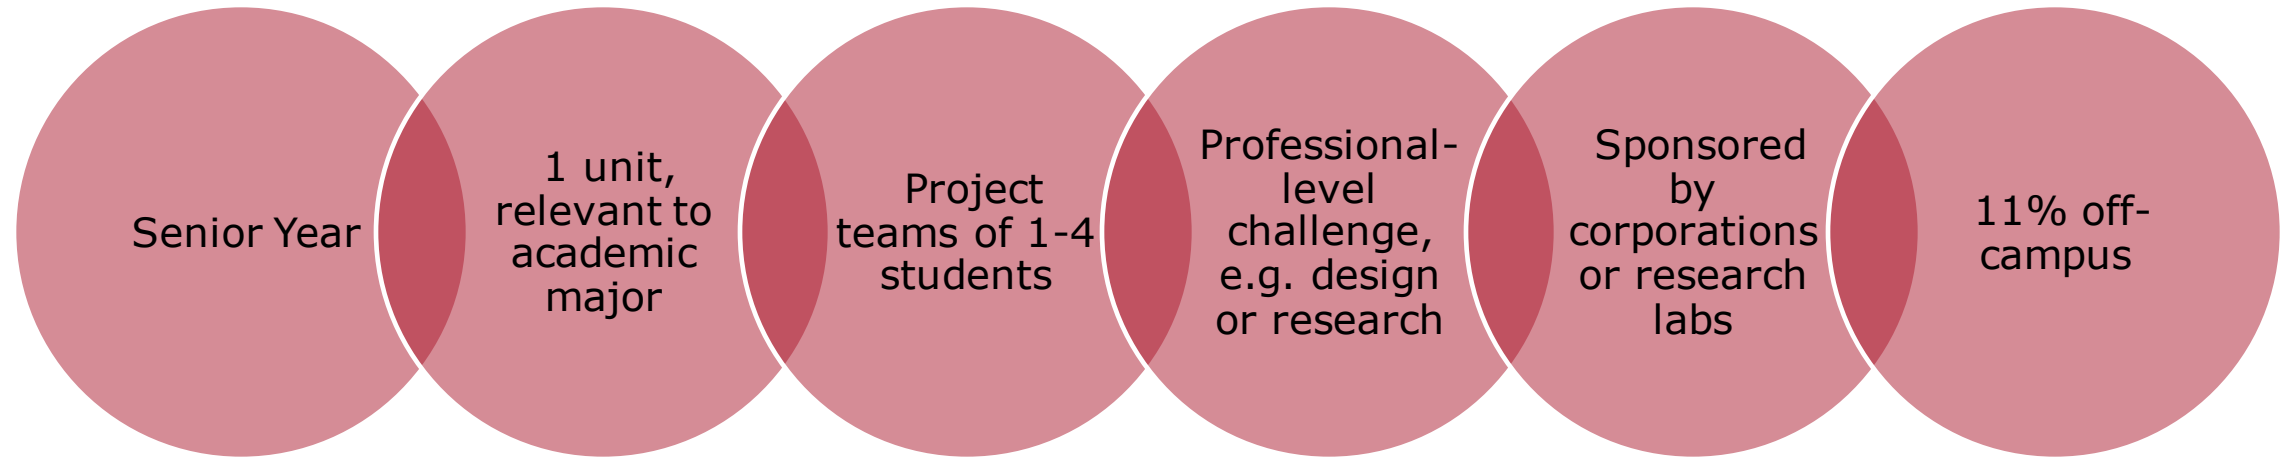 Senior Year
1 unit,
relevant to
academic
major
Project
teams of 1-4
students
Professional-
level
challenge,
e.g. design
or research
Sponsored
by
corporations
or research
labs
11% off-
campus